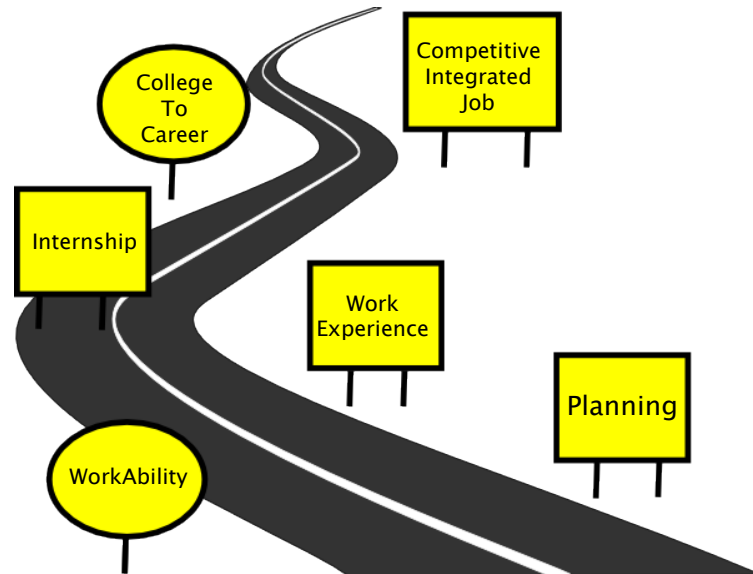 College
To
Career
Competitive
Integrated
Job
Internship
Work
Experience
Planning
WorkAbility